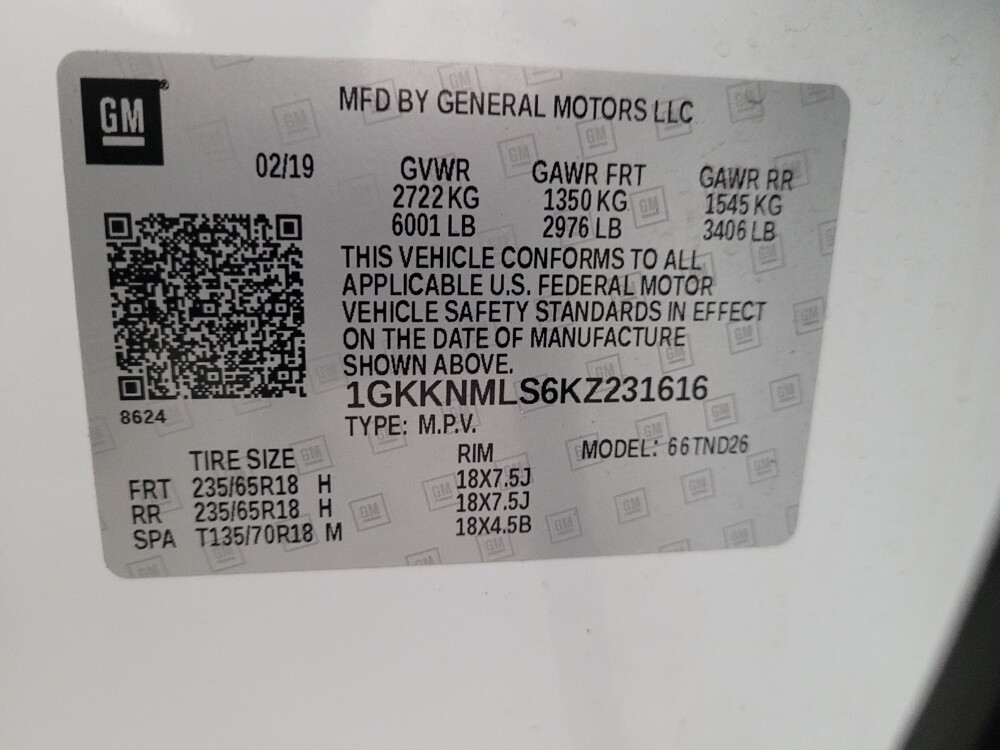 GM
MFD BY GENERAL MOTORS LLC
02/19 GVWR GAWR FRT GAWR RR
2722 KG 1350 KG 1545 KG
6001 LB 2976 LB 3406 LB
THIS VEHICLE CONFORMS TO ALL
APPLICABLE U.S. FEDERAL MOTOR
VEHICLE SAFETY STANDARDS IN EFFECT
ON THE DATE OF MANUFACTURE
SHOWN ABOVE.
1GKKNMLS6KZ231616
8624
TYPE: M.P.V.
MODEL: 66TND26
TIRE SIZE RIM
FRT 235/65R18 H 18X7.5J
RR 235/65R18 H 18X7.5J
SPA T135/70R18 M 18X4.5B